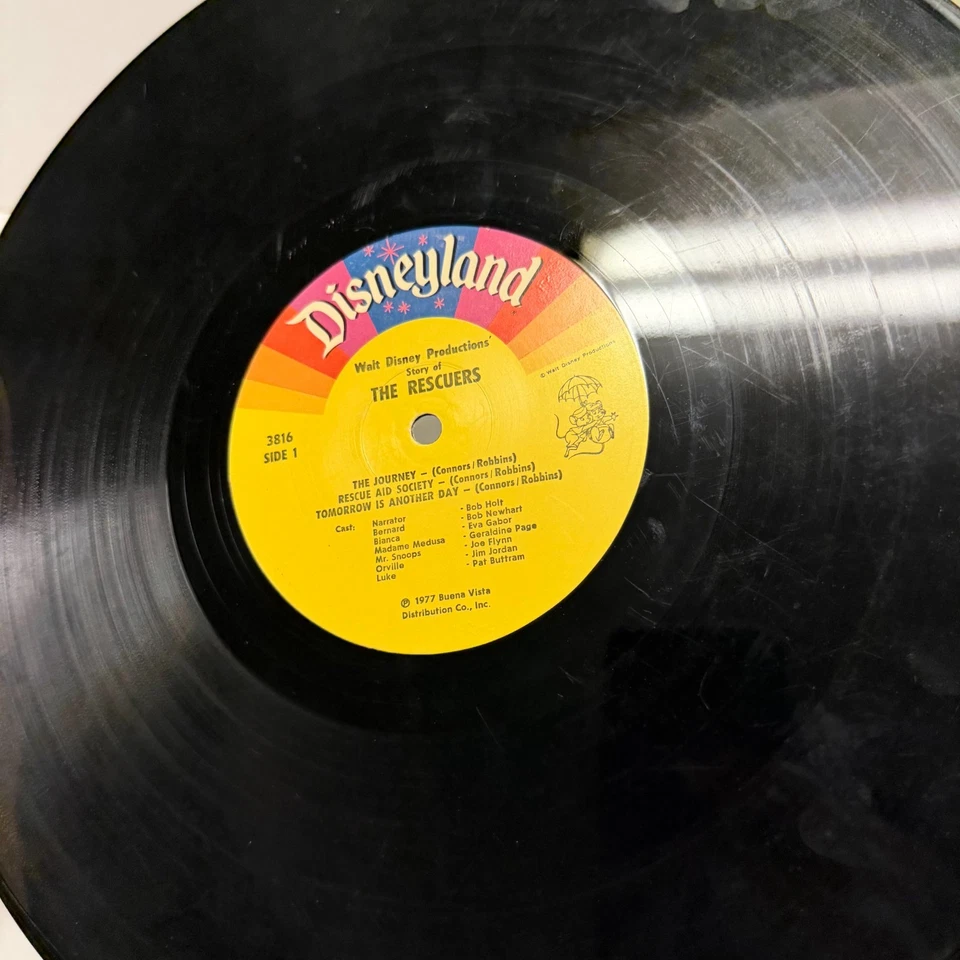 Disneyland
Walt Disney Productions'
Story of
THE RESCUERS
© Walt Disney Productions
3816
SIDE 1
THE JOURNEY — (Connors/Robbins)
RESCUE AID SOCIETY — (Connors/Robbins)
TOMORROW IS ANOTHER DAY — (Connors/Robbins)
Cast: Narrator - Bob Holt
Bernard - Bob Newhart
Bianca - Eva Gabor
Madame Medusa - Geraldine Page
Mr. Snoops - Joe Flynn
Orville - Jim Jordan
Luke - Pat Buttram
℗ 1977 Buena Vista
Distribution Co., Inc.